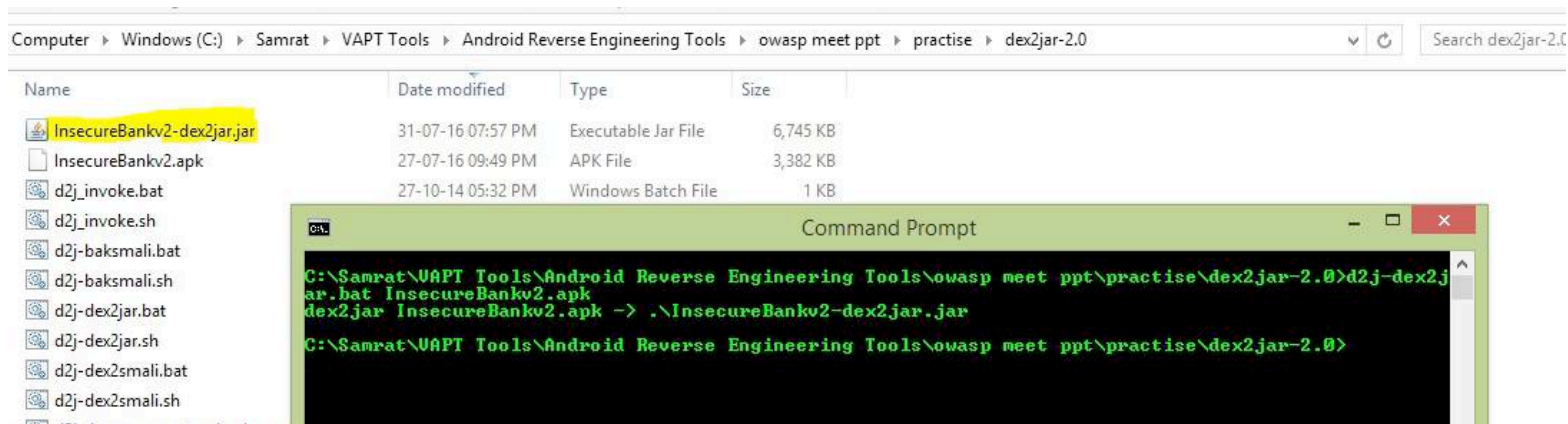 Computer ▸ Windows (C:) ▸ Samrat ▸ VAPT Tools ▸ Android Reverse Engineering Tools ▸ owasp meet ppt ▸ practise ▸ dex2jar-2.0 Search dex2jar-2.0
Name Date modified Type Size
InsecureBankv2-dex2jar.jar 31-07-16 07:57 PM Executable Jar File 6,745 KB
InsecureBankv2.apk 27-07-16 09:49 PM APK File 3,382 KB
d2j_invoke.bat 27-10-14 05:32 PM Windows Batch File 1 KB
d2j_invoke.sh
d2j-baksmali.bat
d2j-baksmali.sh
d2j-dex2jar.bat
d2j-dex2jar.sh
d2j-dex2smali.bat
d2j-dex2smali.sh
C:\.
Command Prompt
C:\Samrat\VAPT Tools\Android Reverse Engineering Tools\owasp meet ppt\practise\dex2jar-2.0>d2j-dex2j
ar.bat InsecureBankv2.apk
dex2jar InsecureBankv2.apk -> .\InsecureBankv2-dex2jar.jar
C:\Samrat\VAPT Tools\Android Reverse Engineering Tools\owasp meet ppt\practise\dex2jar-2.0>